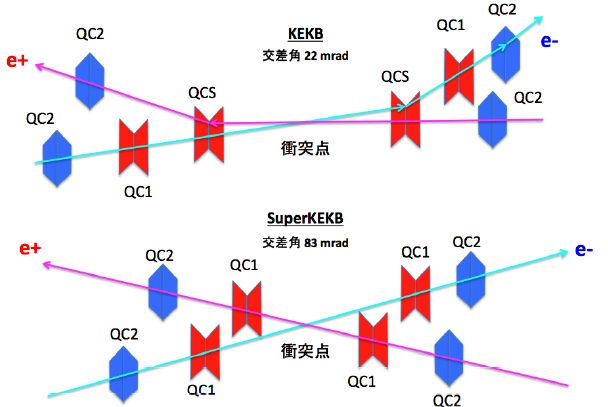 KEKB
交差角 22 mrad
QC2
e+
QCS
QC2
QC1
衝突点
QCS
QC1
QC2
e-
QC2
SuperKEKB
交差角 83 mrad
e+
QC2
QC1
QC2
QC1
衝突点
QC1
QC2
e-
QC1
QC2